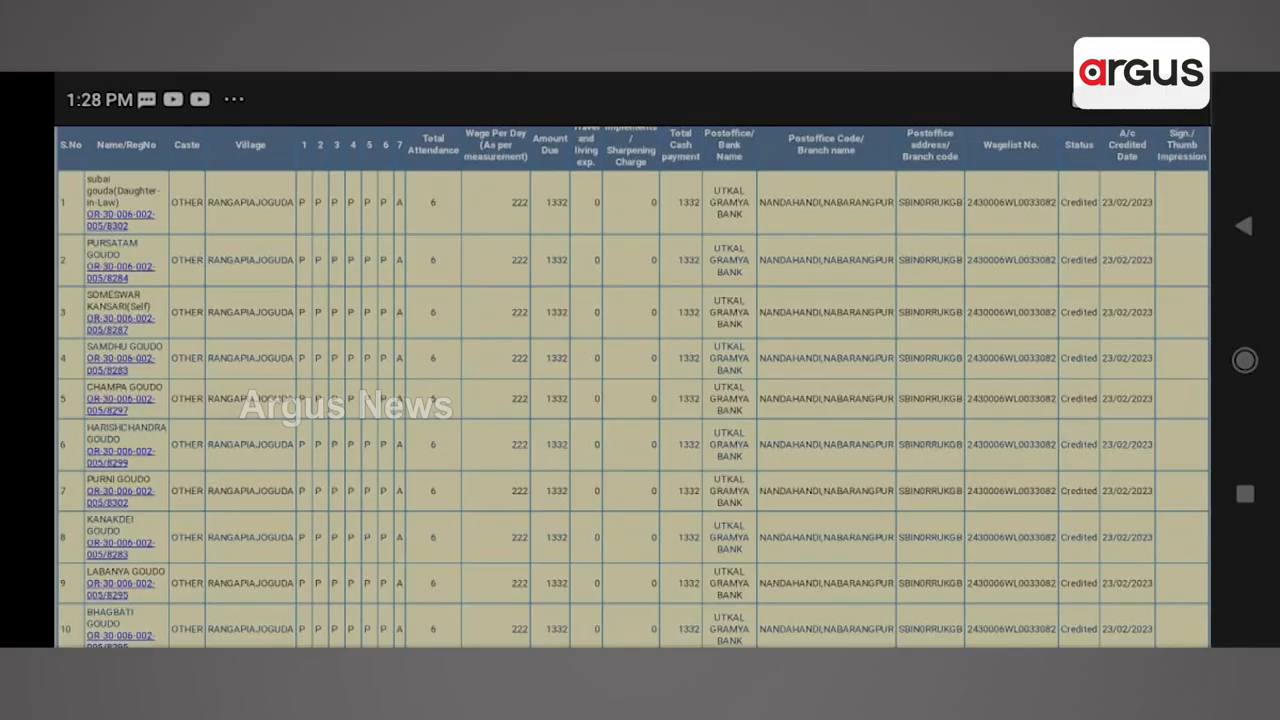 argus
1:28 PM
S.No Name/RegNo Caste Village 1 2 3 4 5 6 7 Total Attendance Wage Per Day (As per measurement) Amount Due Travel and living exp. Implements / Sharpening Charge Total Cash payment Postoffice/ Bank Name Postoffice Code/ Branch name Postoffice address/ Branch code Wagelist No. Status A/c Credited Date Sign./ Thumb Impression
1 subai gouda(Daughter-in-Law) OR-30-006-002-005/8302 OTHER RANGAPIAJOGUDA P P P P P P A 6 222 1332 0 0 1332 UTKAL GRAMYA BANK NANDAHANDI,NABARANGPUR SBIN0RRUKGB 2430006WL0033082 Credited 23/02/2023
2 PURSATAM GOUDO OR-30-006-002-005/8284 OTHER RANGAPIAJOGUDA P P P P P P A 6 222 1332 0 0 1332 UTKAL GRAMYA BANK NANDAHANDI,NABARANGPUR SBIN0RRUKGB 2430006WL0033082 Credited 23/02/2023
3 SOMESWAR KANSARI(Self) OR-30-006-002-005/8287 OTHER RANGAPIAJOGUDA P P P P P P A 6 222 1332 0 0 1332 UTKAL GRAMYA BANK NANDAHANDI,NABARANGPUR SBIN0RRUKGB 2430006WL0033082 Credited 23/02/2023
4 SAMDHU GOUDO OR-30-006-002-005/8283 OTHER RANGAPIAJOGUDA P P P P P P A 6 222 1332 0 0 1332 UTKAL GRAMYA BANK NANDAHANDI,NABARANGPUR SBIN0RRUKGB 2430006WL0033082 Credited 23/02/2023
5 CHAMPA GOUDO OR-30-006-002-005/8297 OTHER RANGAPIAJOGUDA P P P P P P A 6 222 1332 0 0 1332 UTKAL GRAMYA BANK NANDAHANDI,NABARANGPUR SBIN0RRUKGB 2430006WL0033082 Credited 23/02/2023
Argus News
6 HARISHCHANDRA GOUDO OR-30-006-002-005/8299 OTHER RANGAPIAJOGUDA P P P P P P A 6 222 1332 0 0 1332 UTKAL GRAMYA BANK NANDAHANDI,NABARANGPUR SBIN0RRUKGB 2430006WL0033082 Credited 23/02/2023
7 PURNI GOUDO OR-30-006-002-005/8302 OTHER RANGAPIAJOGUDA P P P P P P A 6 222 1332 0 0 1332 UTKAL GRAMYA BANK NANDAHANDI,NABARANGPUR SBIN0RRUKGB 2430006WL0033082 Credited 23/02/2023
8 KANAKDEI GOUDO OR-30-006-002-005/8283 OTHER RANGAPIAJOGUDA P P P P P P A 6 222 1332 0 0 1332 UTKAL GRAMYA BANK NANDAHANDI,NABARANGPUR SBIN0RRUKGB 2430006WL0033082 Credited 23/02/2023
9 LABANYA GOUDO OR-30-006-002-005/8295 OTHER RANGAPIAJOGUDA P P P P P P A 6 222 1332 0 0 1332 UTKAL GRAMYA BANK NANDAHANDI,NABARANGPUR SBIN0RRUKGB 2430006WL0033082 Credited 23/02/2023
10 BHAGBATI GOUDO OR-30-006-002-005/8295 OTHER RANGAPIAJOGUDA P P P P P P A 6 222 1332 0 0 1332 UTKAL GRAMYA BANK NANDAHANDI,NABARANGPUR SBIN0RRUKGB 2430006WL0033082 Credited 23/02/2023